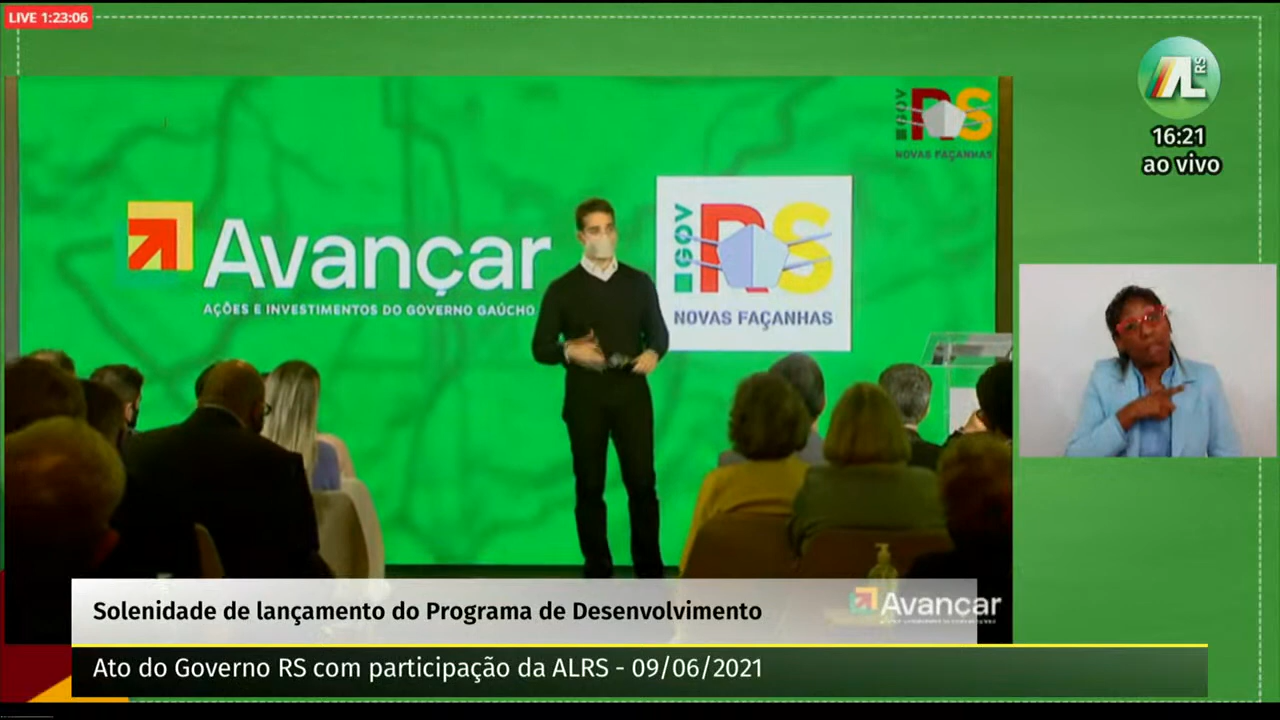 LIVE 1:23:06
ALRS
16:21
ao vivo
GOV
RS
NOVAS FAÇANHAS
Avançar
AÇÕES E INVESTIMENTOS DO GOVERNO GAÚCHO
GOV
RS
NOVAS FAÇANHAS
Avançar
Solenidade de lançamento do Programa de Desenvolvimento
Ato do Governo RS com participação da ALRS - 09/06/2021